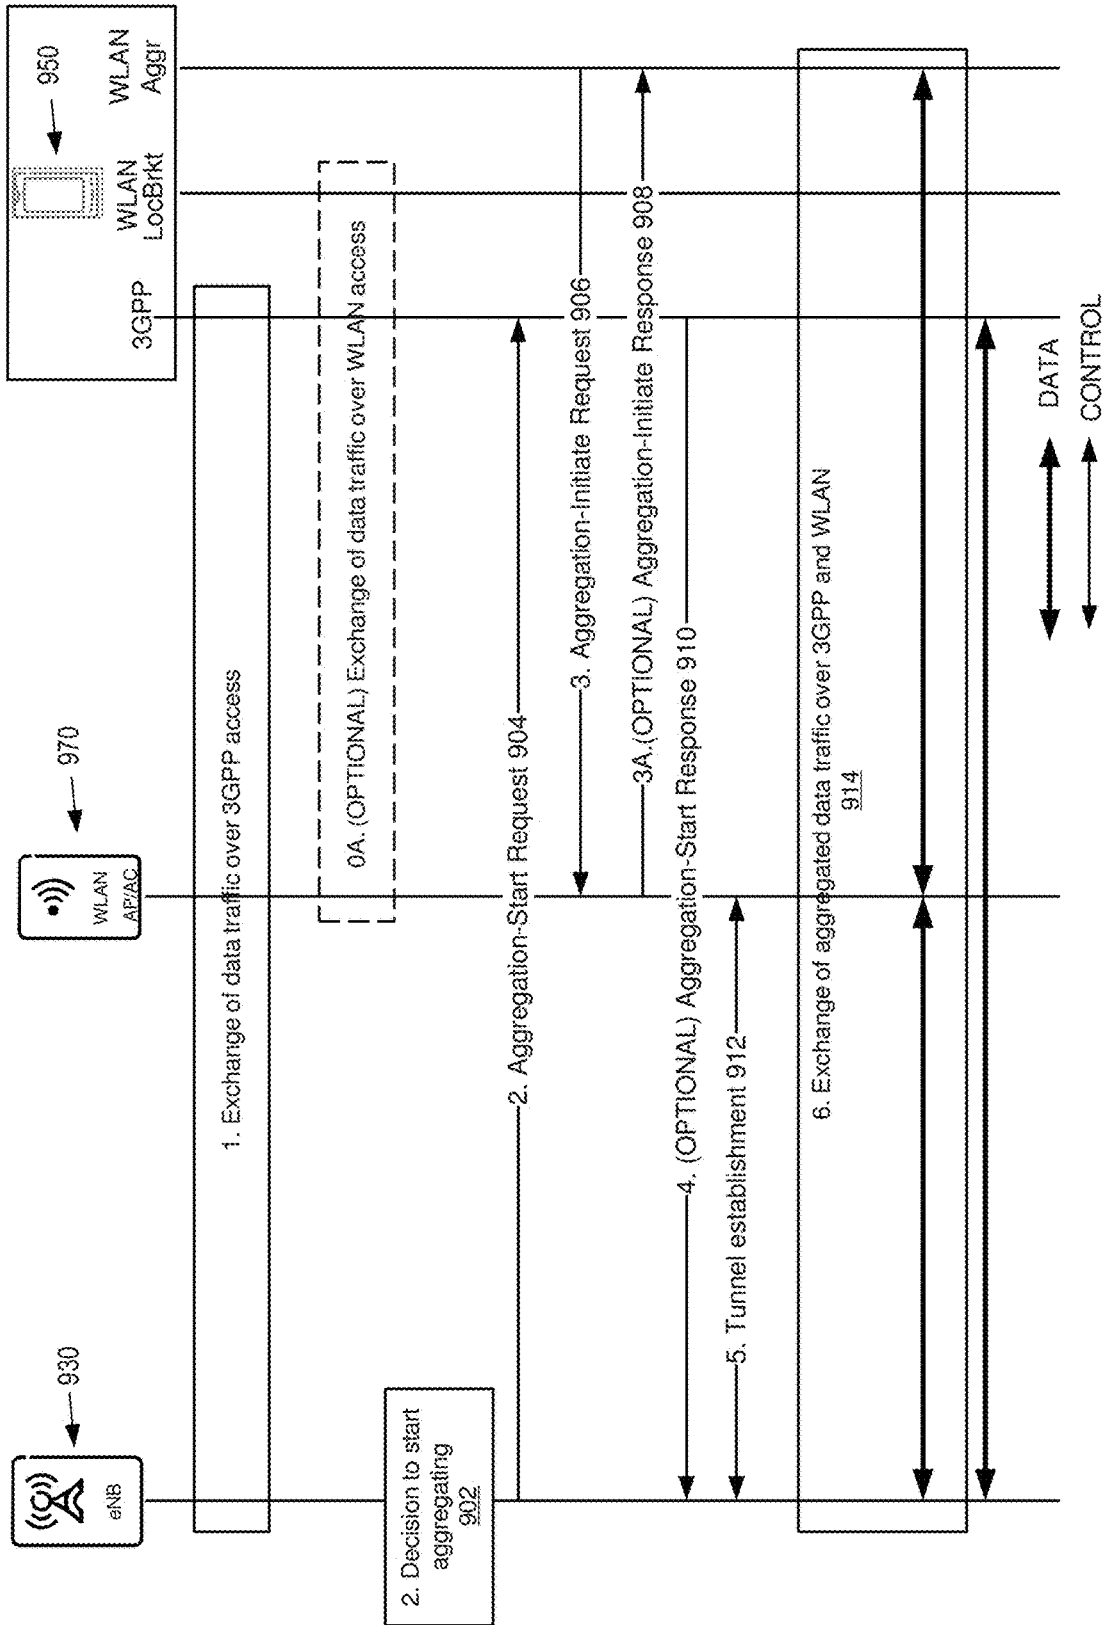 930
eNB
970
WLAN
AP/AC
950
3GPP
WLAN
LocBrkt
WLAN
Aggr
1. Exchange of data traffic over 3GPP access
0A. (OPTIONAL) Exchange of data traffic over WLAN access
2. Decision to start
aggregating
902
2. Aggregation-Start Request 904
3. Aggregation-Initiate Request 906
3A.(OPTIONAL) Aggregation-Initiate Response 908
4. (OPTIONAL) Aggregation-Start Response 910
5. Tunnel establishment 912
6. Exchange of aggregated data traffic over 3GPP and WLAN
914
DATA
CONTROL